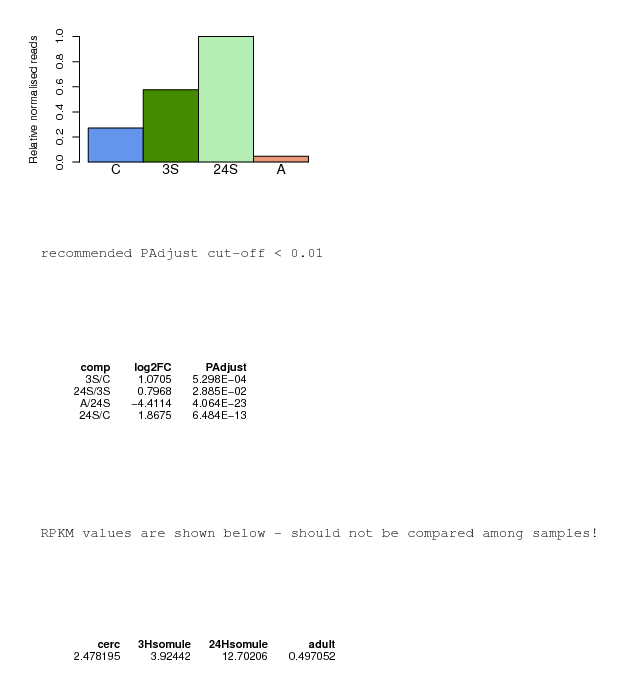 Relative normalised reads
1.0
0.8
0.6
0.4
0.2
0.0
C 3S 24S A
recommended PAdjust cut-off < 0.01
comp log2FC PAdjust
3S/C 1.0705 5.298E-04
24S/3S 0.7968 2.885E-02
A/24S -4.4114 4.064E-23
24S/C 1.8675 6.484E-13
RPKM values are shown below - should not be compared among samples!
cerc 3Hsomule 24Hsomule adult
2.478195 3.92442 12.70206 0.497052